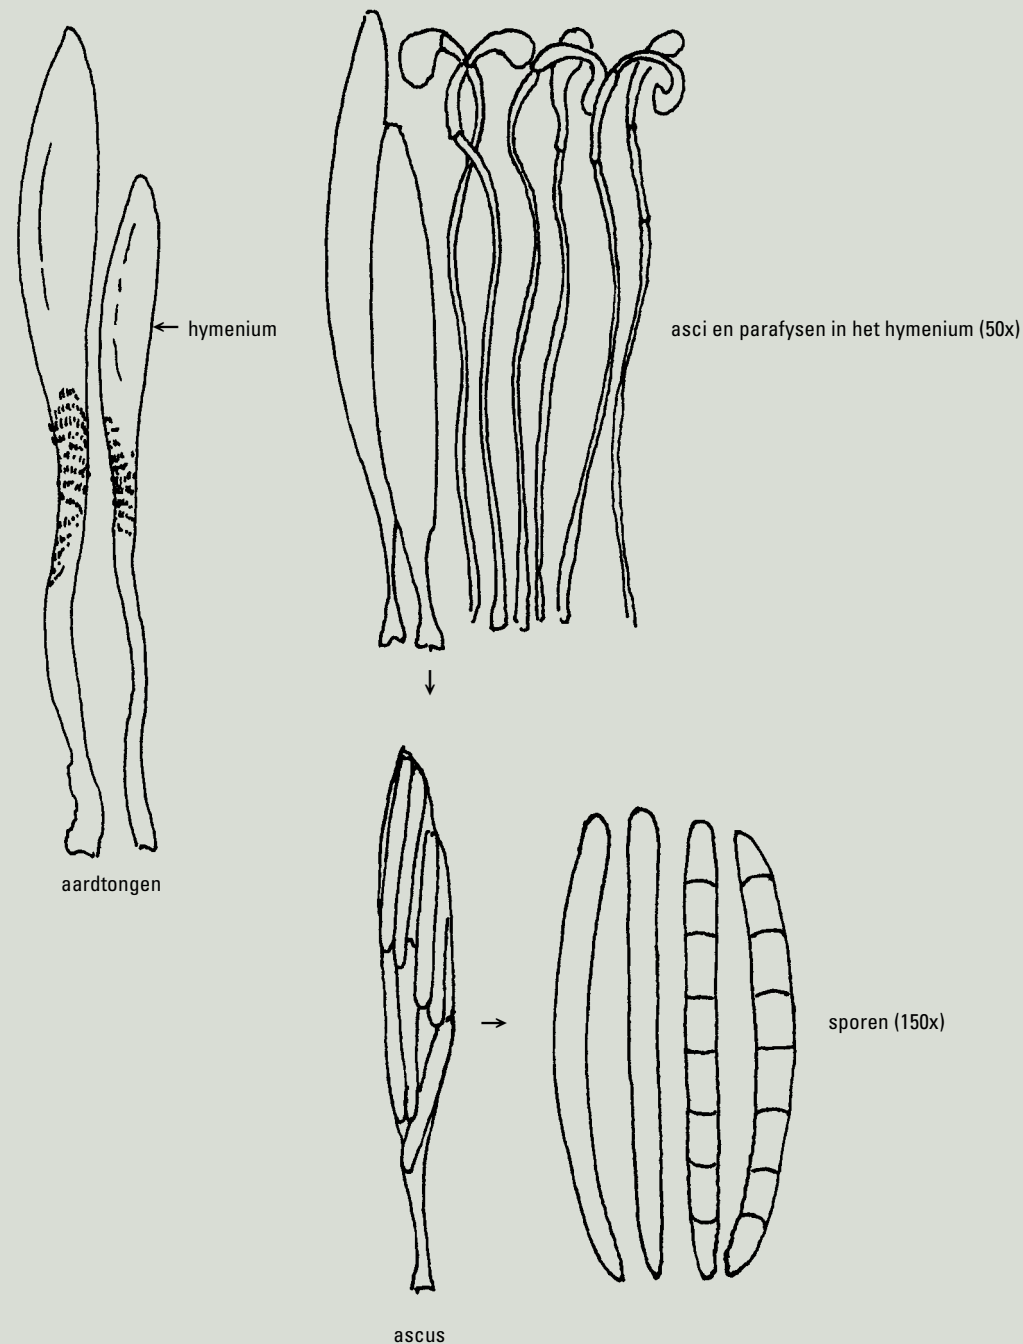 hymenium
asci en parafysen in het hymenium (50x)
aardtongen
sporen (150x)
ascus